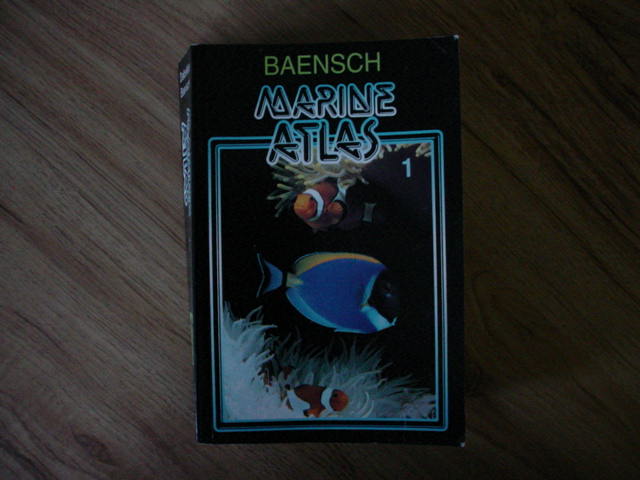 BAENSCH
MARINE
ATLAS
1